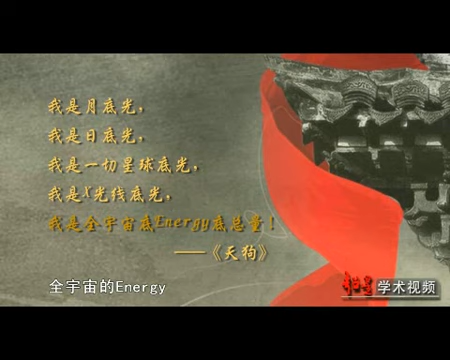 我是月底光，
我是日底光，
我是一切星球底光，
我是X光线底光，
我是全宇宙底Energy底总量！
——《天狗》
全宇宙的Energy
学术视频